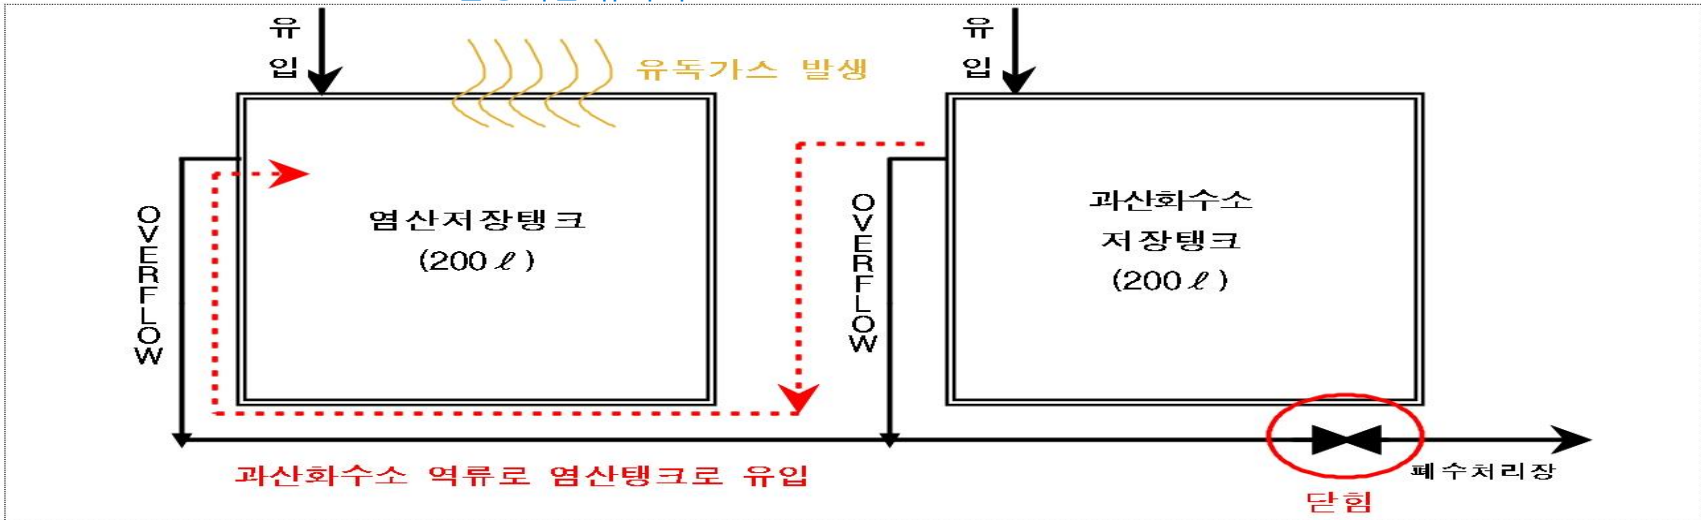 유입
유독가스 발생
유입
OVERFLOW
염산저장탱크
(200ℓ)
OVERFLOW
과산화수소
저장탱크
(200ℓ)
과산화수소 역류로 염산탱크로 유입
폐수처리장
닫힘